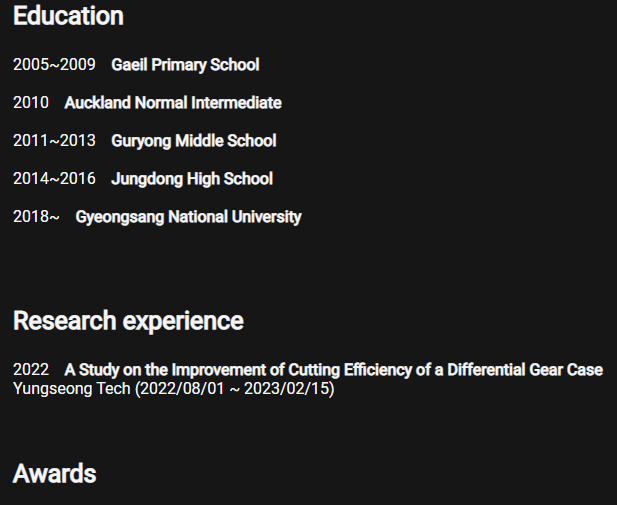 Education
2005~2009 Gaeil Primary School
2010 Auckland Normal Intermediate
2011~2013 Guryong Middle School
2014~2016 Jungdong High School
2018~ Gyeongsang National University
Research experience
2022 A Study on the Improvement of Cutting Efficiency of a Differential Gear Case
Yungseong Tech (2022/08/01 ~ 2023/02/15)
Awards